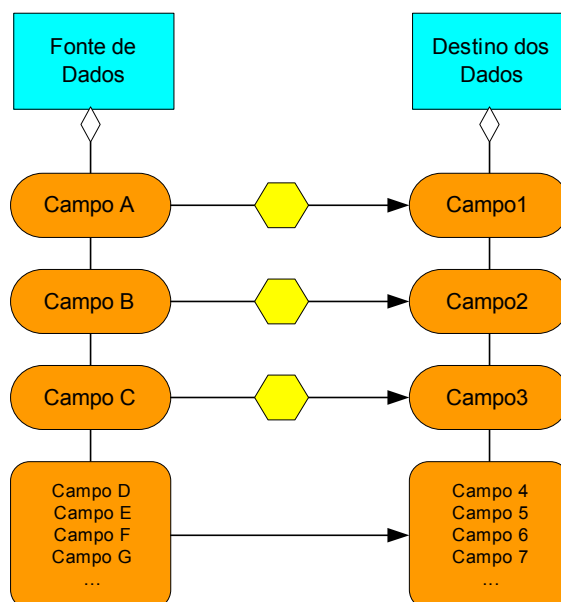 Fonte de
Dados
Destino dos
Dados
Campo A
Campo1
Campo B
Campo2
Campo C
Campo3
Campo D
Campo E
Campo F
Campo G
...
Campo 4
Campo 5
Campo 6
Campo 7
...